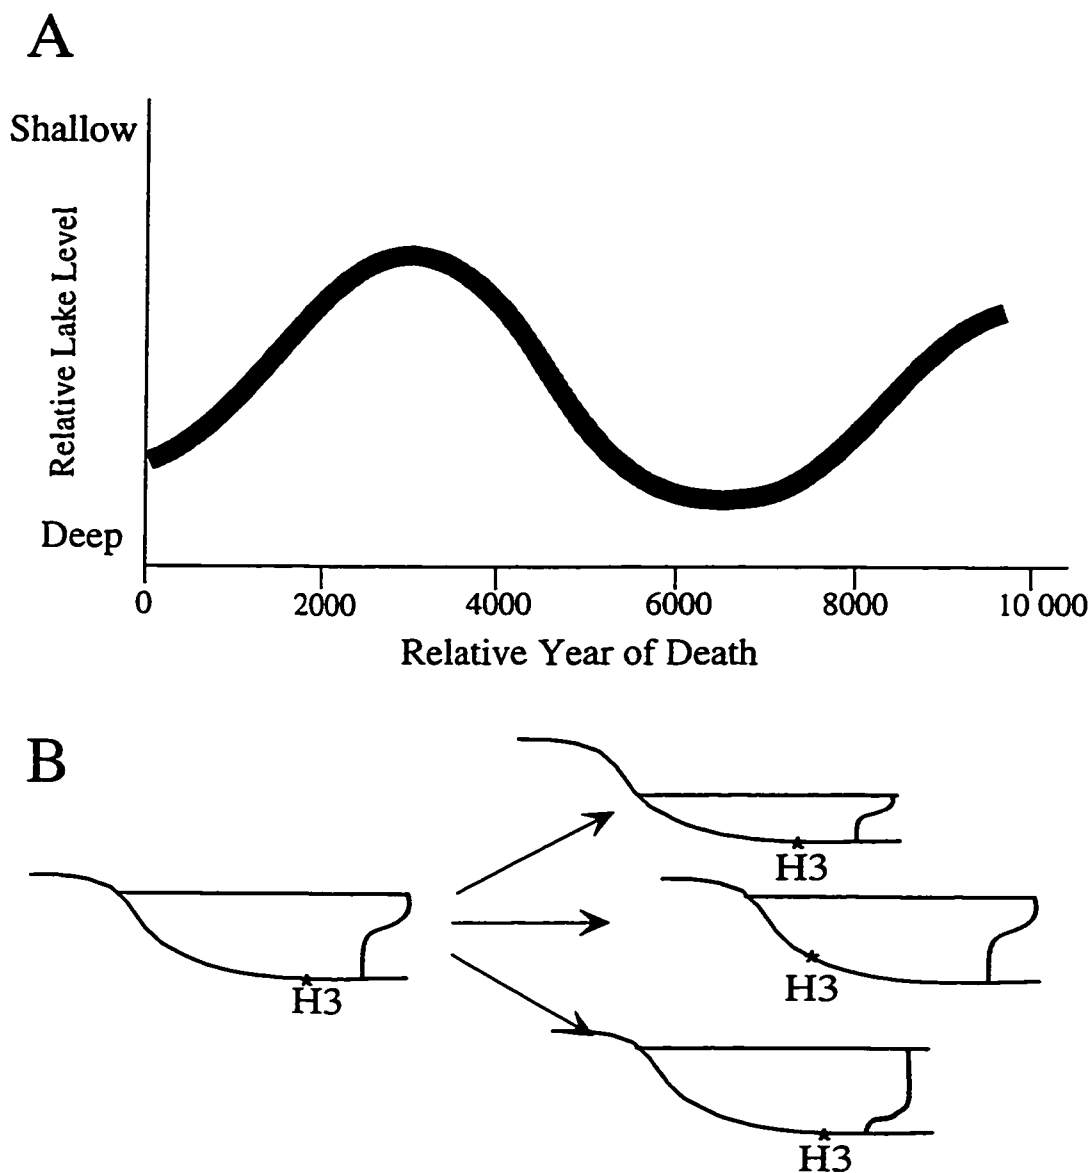 A
Shallow
Relative Lake Level
Deep
0 2000 4000 6000 8000 10 000
Relative Year of Death
B
H3
H3
H3
H3